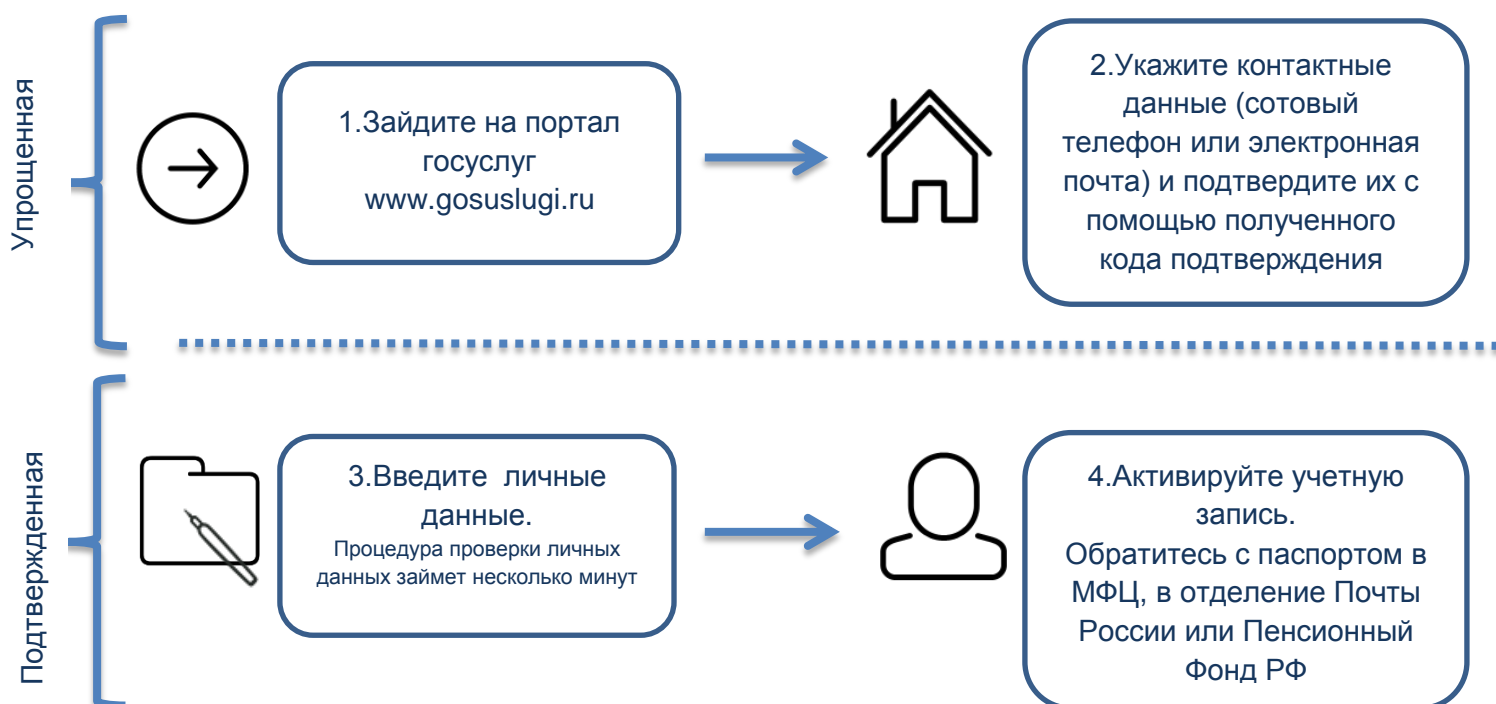 Упрощенная
1.Зайдите на портал
госуслуг
www.gosuslugi.ru
2.Укажите контактные
данные (сотовый
телефон или электронная
почта) и подтвердите их с
помощью полученного
кода подтверждения
Подтвержденная
3.Введите личные
данные.
Процедура проверки личных
данных займет несколько минут
4.Активируйте учетную
запись.
Обратитесь с паспортом в
МФЦ, в отделение Почты
России или Пенсионный
Фонд РФ